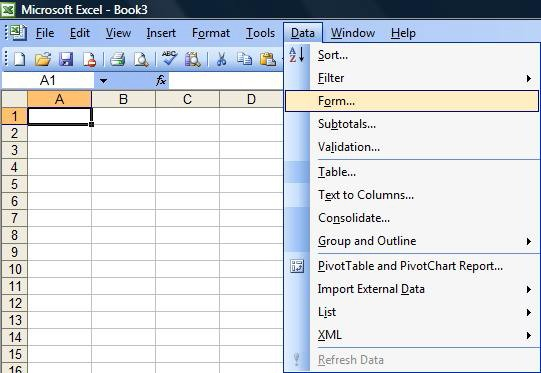 Microsoft Excel - Book3
File Edit View Insert Format Tools Data Window Help
A1 fx
A B C D
1
2
3
4
5
6
7
8
9
10
11
12
13
14
15
16
Sort...
Filter
Form...
Subtotals...
Validation...
Table...
Text to Columns...
Consolidate...
Group and Outline
PivotTable and PivotChart Report...
Import External Data
List
XML
Refresh Data